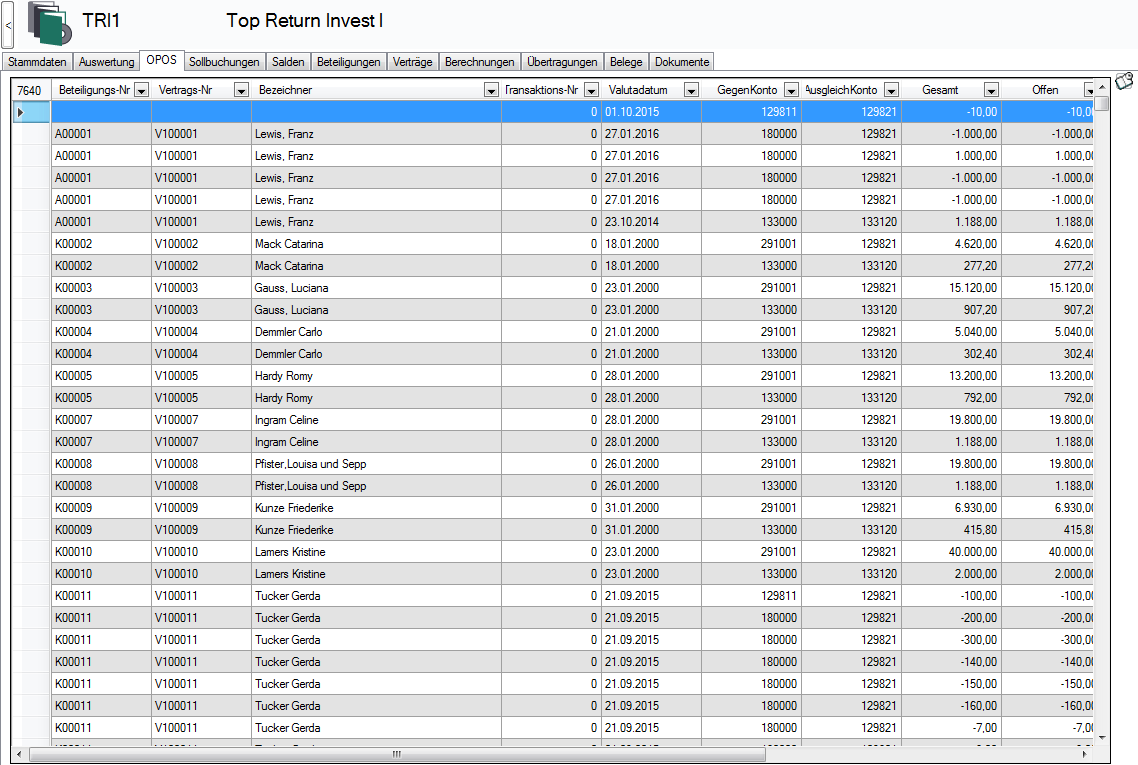 < TRI1 Top Return Invest I
Stammdaten Auswertung OPOS Sollbuchungen Salden Beteiligungen Verträge Berechnungen Übertragungen Belege Dokumente
7640 Beteiligungs-Nr Vertrags-Nr Bezeichner Transaktions-Nr Valutadatum GegenKonto AusgleichKonto Gesamt Offen
0 01.10.2015 129811 129821 -10,00 -10,00
A00001 V100001 Lewis, Franz 0 27.01.2016 180000 129821 -1.000,00 -1.000,00
A00001 V100001 Lewis, Franz 0 27.01.2016 180000 129821 1.000,00 1.000,00
A00001 V100001 Lewis, Franz 0 27.01.2016 180000 129821 -1.000,00 -1.000,00
A00001 V100001 Lewis, Franz 0 27.01.2016 180000 129821 -1.000,00 -1.000,00
A00001 V100001 Lewis, Franz 0 23.10.2014 133000 133120 1.188,00 1.188,00
K00002 V100002 Mack Catarina 0 18.01.2000 291001 129821 4.620,00 4.620,00
K00002 V100002 Mack Catarina 0 18.01.2000 133000 133120 277,20 277,20
K00003 V100003 Gauss, Luciana 0 23.01.2000 291001 129821 15.120,00 15.120,00
K00003 V100003 Gauss, Luciana 0 23.01.2000 133000 133120 907,20 907,20
K00004 V100004 Demmler Carlo 0 21.01.2000 291001 129821 5.040,00 5.040,00
K00004 V100004 Demmler Carlo 0 21.01.2000 133000 133120 302,40 302,40
K00005 V100005 Hardy Romy 0 28.01.2000 291001 129821 13.200,00 13.200,00
K00005 V100005 Hardy Romy 0 28.01.2000 133000 133120 792,00 792,00
K00007 V100007 Ingram Celine 0 28.01.2000 291001 129821 19.800,00 19.800,00
K00007 V100007 Ingram Celine 0 28.01.2000 133000 133120 1.188,00 1.188,00
K00008 V100008 Pfister,Louisa und Sepp 0 26.01.2000 291001 129821 19.800,00 19.800,00
K00008 V100008 Pfister,Louisa und Sepp 0 26.01.2000 133000 133120 1.188,00 1.188,00
K00009 V100009 Kunze Friederike 0 31.01.2000 291001 129821 6.930,00 6.930,00
K00009 V100009 Kunze Friederike 0 31.01.2000 133000 133120 415,80 415,80
K00010 V100010 Lamers Kristine 0 23.01.2000 291001 129821 40.000,00 40.000,00
K00010 V100010 Lamers Kristine 0 23.01.2000 133000 133120 2.000,00 2.000,00
K00011 V100011 Tucker Gerda 0 21.09.2015 129811 129821 -100,00 -100,00
K00011 V100011 Tucker Gerda 0 21.09.2015 180000 129821 -200,00 -200,00
K00011 V100011 Tucker Gerda 0 21.09.2015 180000 129821 -300,00 -300,00
K00011 V100011 Tucker Gerda 0 21.09.2015 180000 129821 -140,00 -140,00
K00011 V100011 Tucker Gerda 0 21.09.2015 180000 129821 -150,00 -150,00
K00011 V100011 Tucker Gerda 0 21.09.2015 180000 129821 -160,00 -160,00
K00011 V100011 Tucker Gerda 0 21.09.2015 180000 129821 -7,00 -7,00